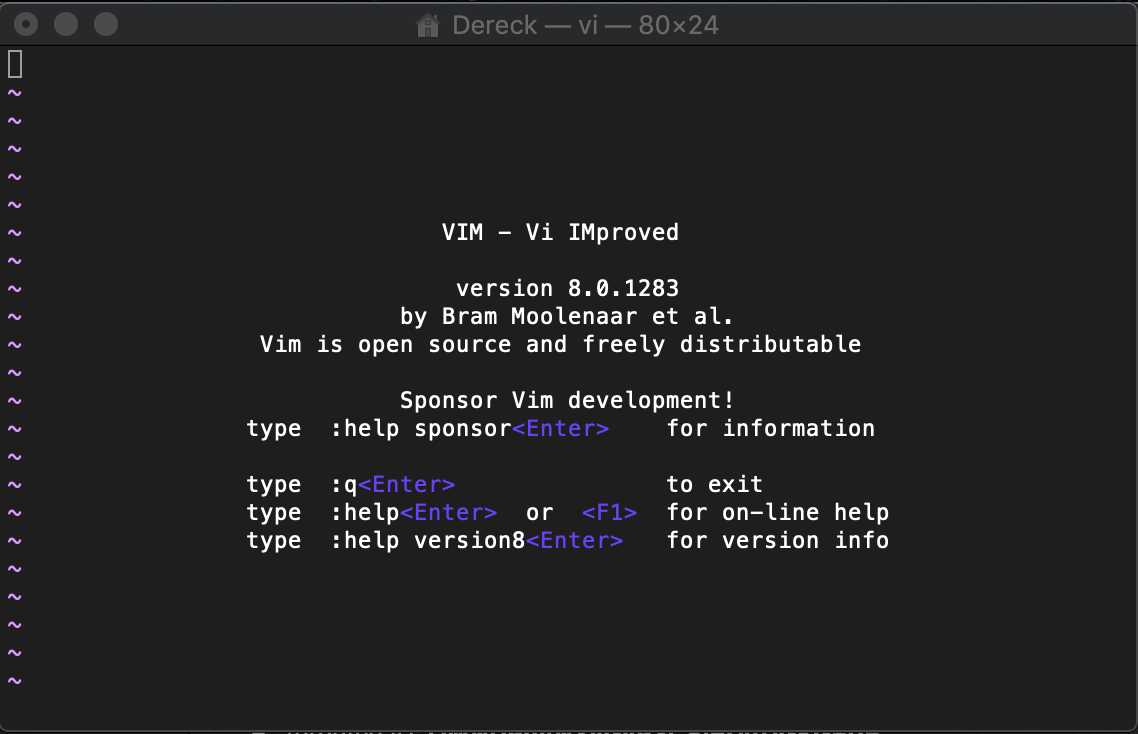 Dereck — vi — 80×24
~
~
~
~
~
~ VIM - Vi IMproved
~
~ version 8.0.1283
~ by Bram Moolenaar et al.
~ Vim is open source and freely distributable
~
~ Sponsor Vim development!
~ type :help sponsor<Enter> for information
~
~ type :q<Enter> to exit
~ type :help<Enter> or <F1> for on-line help
~ type :help version8<Enter> for version info
~
~
~
~
~